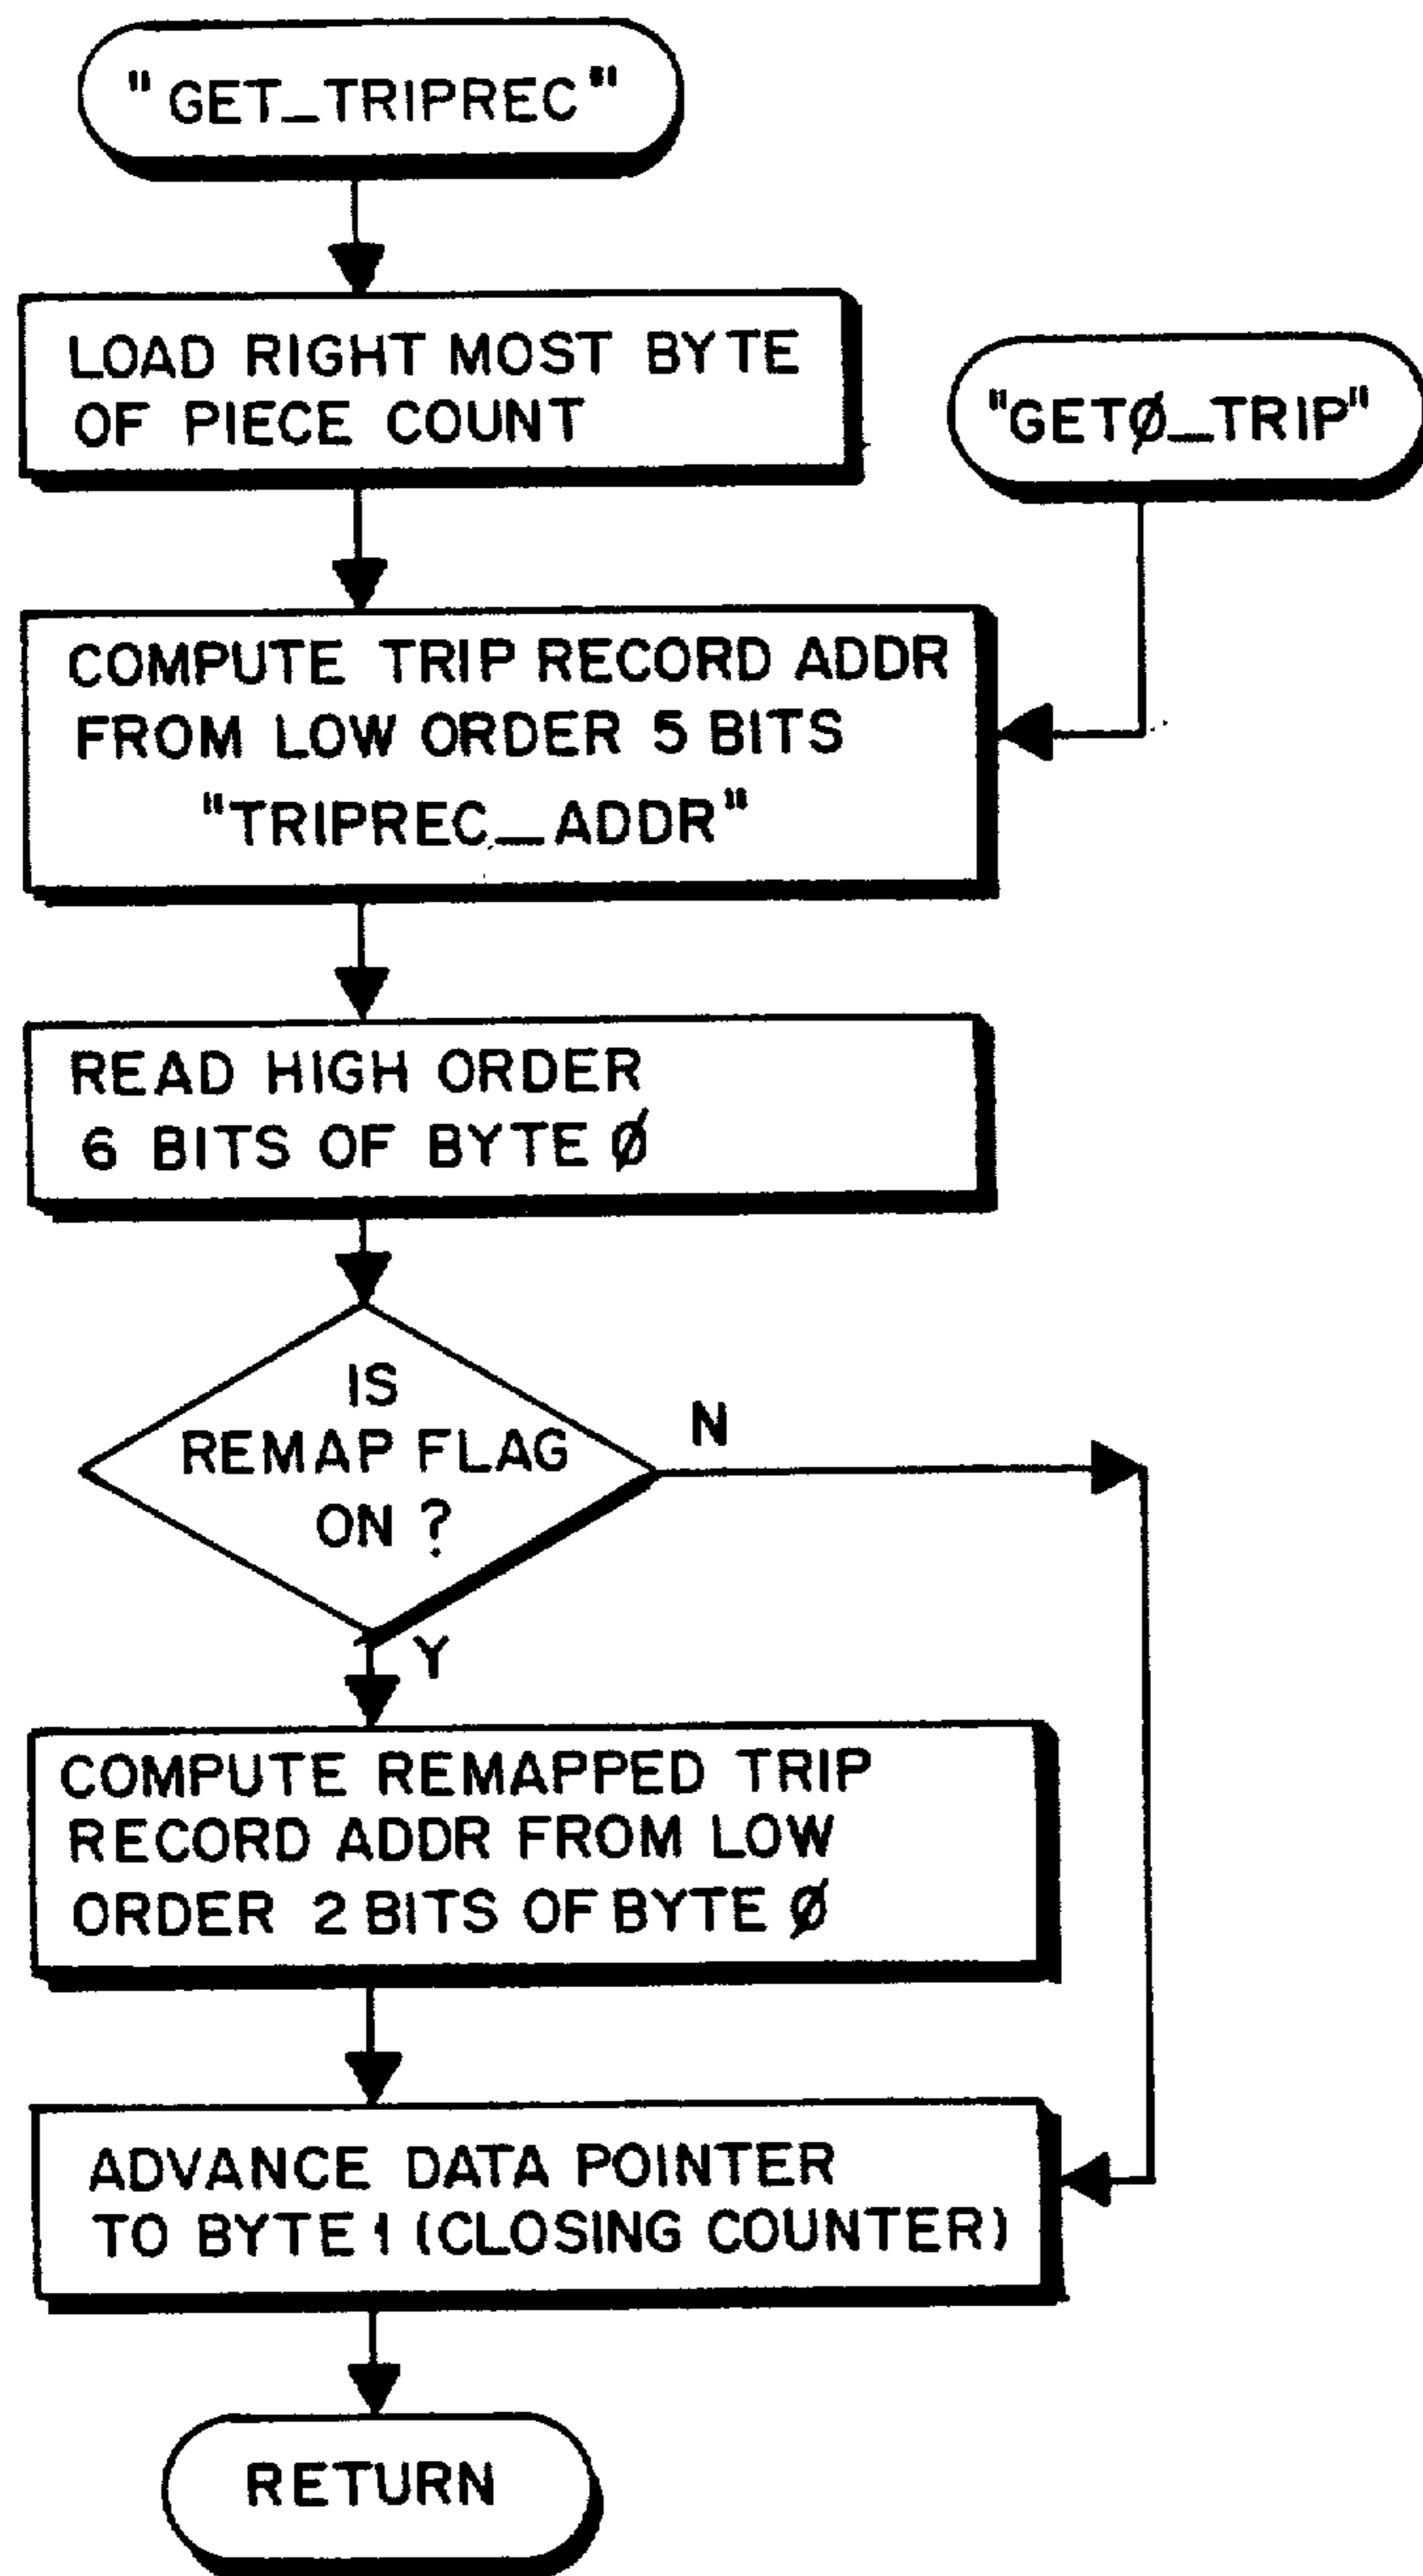 "GET_TRIPREC"
LOAD RIGHT MOST BYTE
OF PIECE COUNT
"GETØ_TRIP"
COMPUTE TRIP RECORD ADDR
FROM LOW ORDER 5 BITS
"TRIPREC_ADDR"
READ HIGH ORDER
6 BITS OF BYTE Ø
IS
REMAP FLAG
ON ?
N
Y
COMPUTE REMAPPED TRIP
RECORD ADDR FROM LOW
ORDER 2 BITS OF BYTE Ø
ADVANCE DATA POINTER
TO BYTE 1 (CLOSING COUNTER)
RETURN